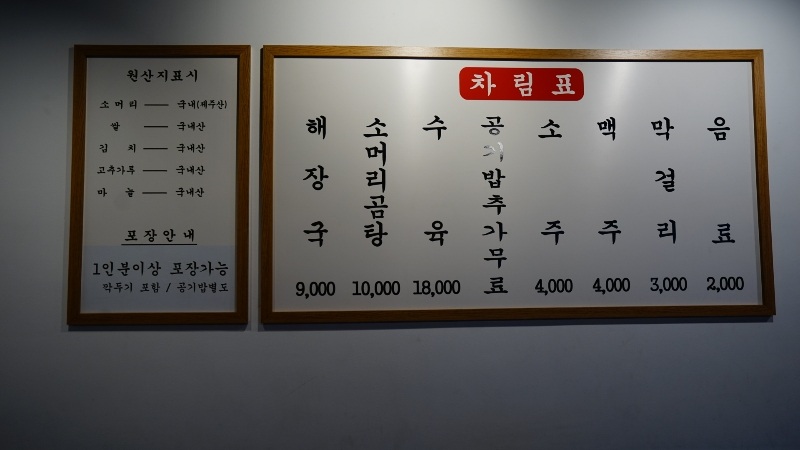 원산지표시
소 머 리 ── 국내(제주산)
쌀 ── 국내산
김 치 ── 국내산
고추가루 ── 국내산
마 늘 ── 국내산
포장안내
1인분이상 포장가능
깍두기 포함 / 공기밥별도
차림표
해장국 9,000
소머리곰탕 10,000
수육 18,000
공기밥추가무료
소주 4,000
맥주 4,000
막걸리 3,000
음료 2,000